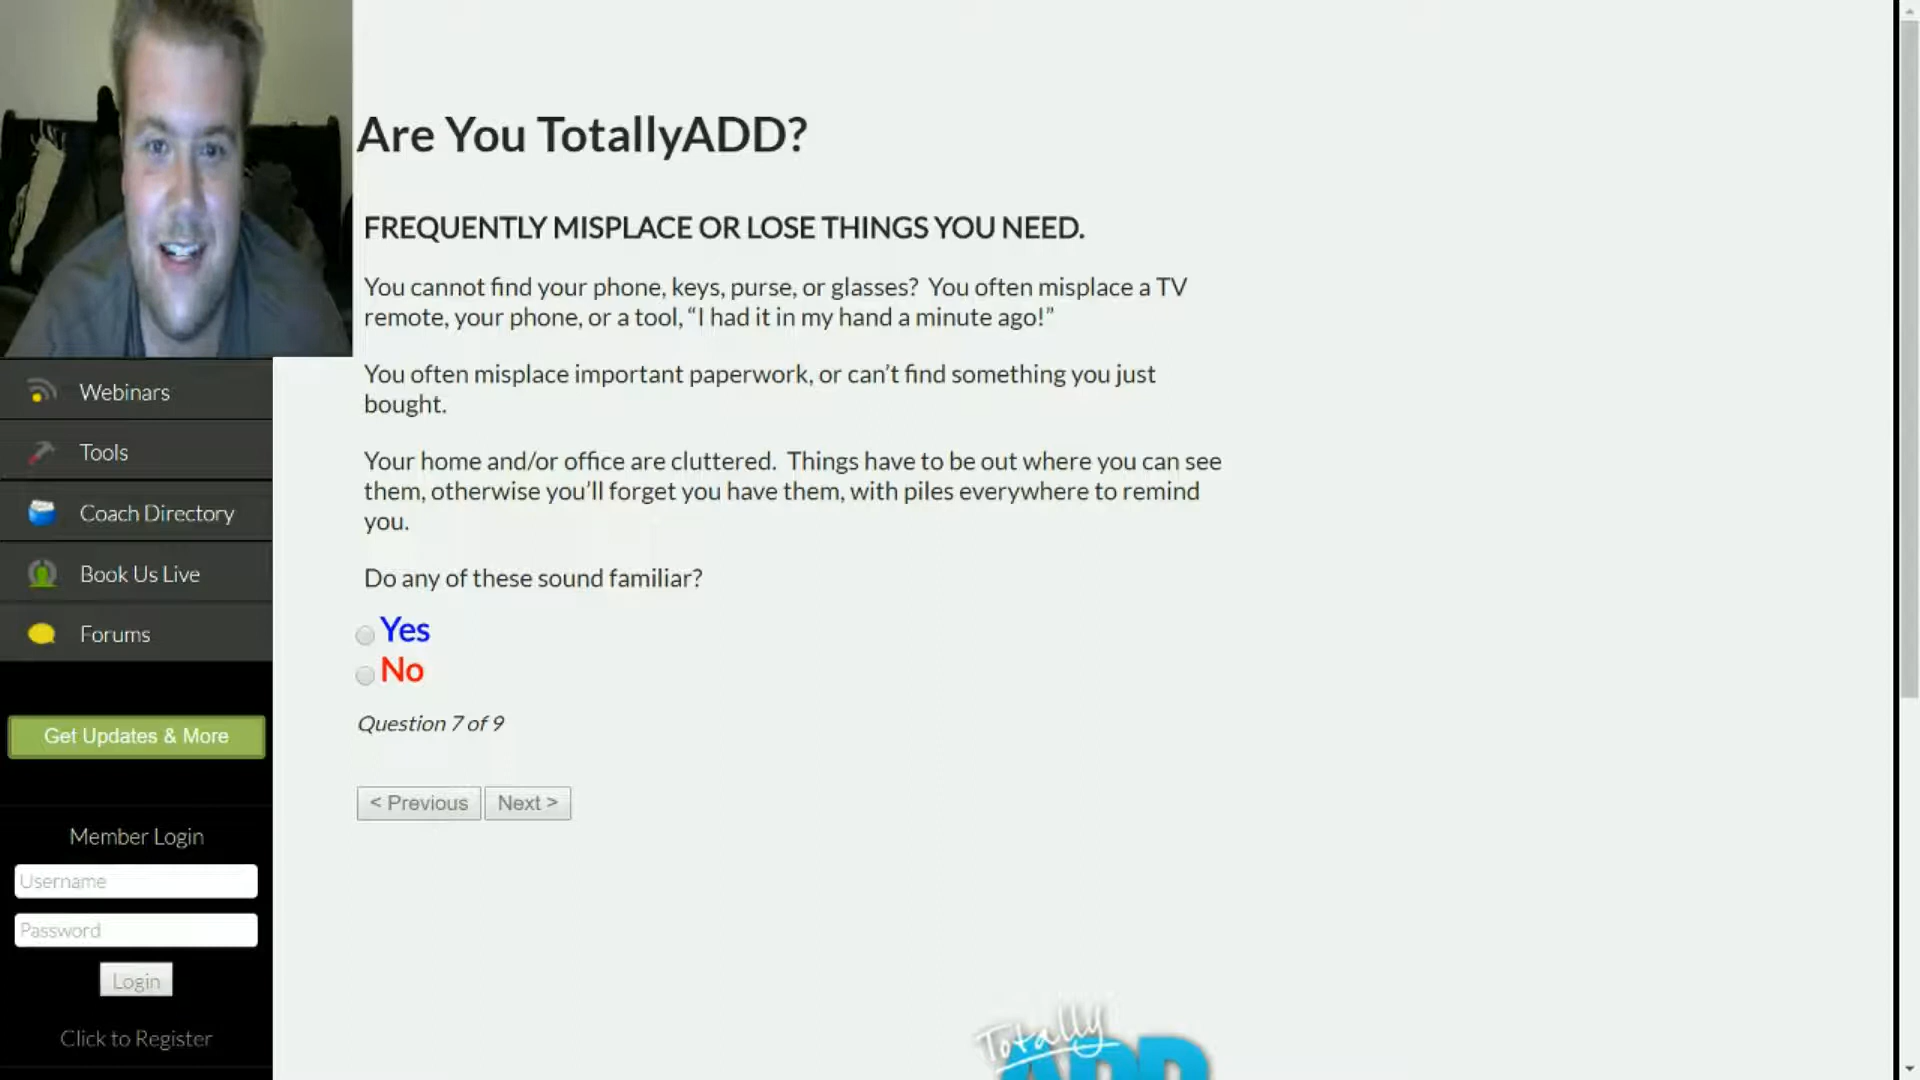 Are You TotallyADD?
FREQUENTLY MISPLACE OR LOSE THINGS YOU NEED.
You cannot find your phone, keys, purse, or glasses?  You often misplace a TV
remote, your phone, or a tool, “I had it in my hand a minute ago!”
You often misplace important paperwork, or can’t find something you just
bought.
Your home and/or office are cluttered.  Things have to be out where you can see
them, otherwise you’ll forget you have them, with piles everywhere to remind
you.
Do any of these sound familiar?
Yes
No
Question 7 of 9
< Previous
Next >
Webinars
Tools
Coach Directory
Book Us Live
Forums
Get Updates & More
Member Login
Username
Password
Login
Click to Register
Totally
ADD